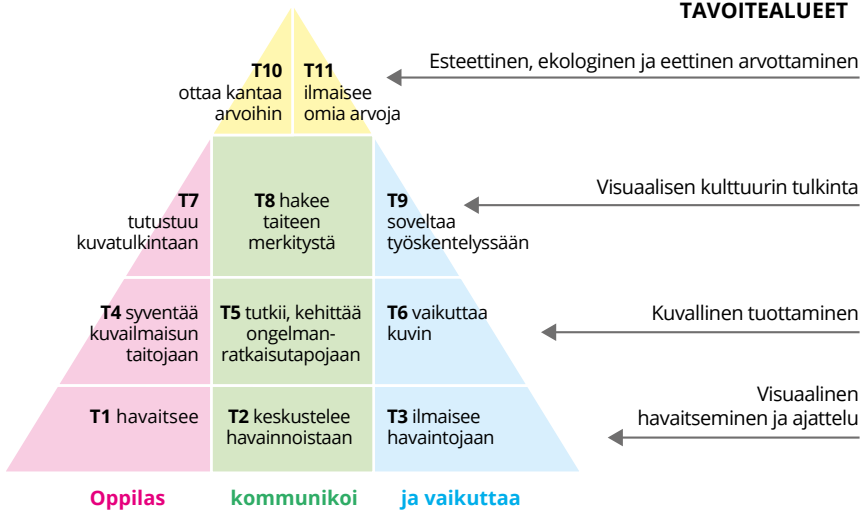 TAVOITEALUEET
T10
ottaa kantaa
arvoihin
T11
ilmaisee
omia arvoja
Esteettinen, ekologinen ja eettinen arvottaminen
T7
tutustuu
kuvatulkintaan
T8 hakee
taiteen
merkitystä
T9
soveltaa
työskentelyssään
Visuaalisen kulttuurin tulkinta
T4 syventää
kuvailmaisun
taitojaan
T5 tutkii, kehittää
ongelman-
ratkaisutapojaan
T6 vaikuttaa
kuvin
Kuvallinen tuottaminen
T1 havaitsee
T2 keskustelee
havainnoistaan
T3 ilmaisee
havaintojaan
Visuaalinen
havaitseminen ja ajattelu
Oppilas kommunikoi ja vaikuttaa